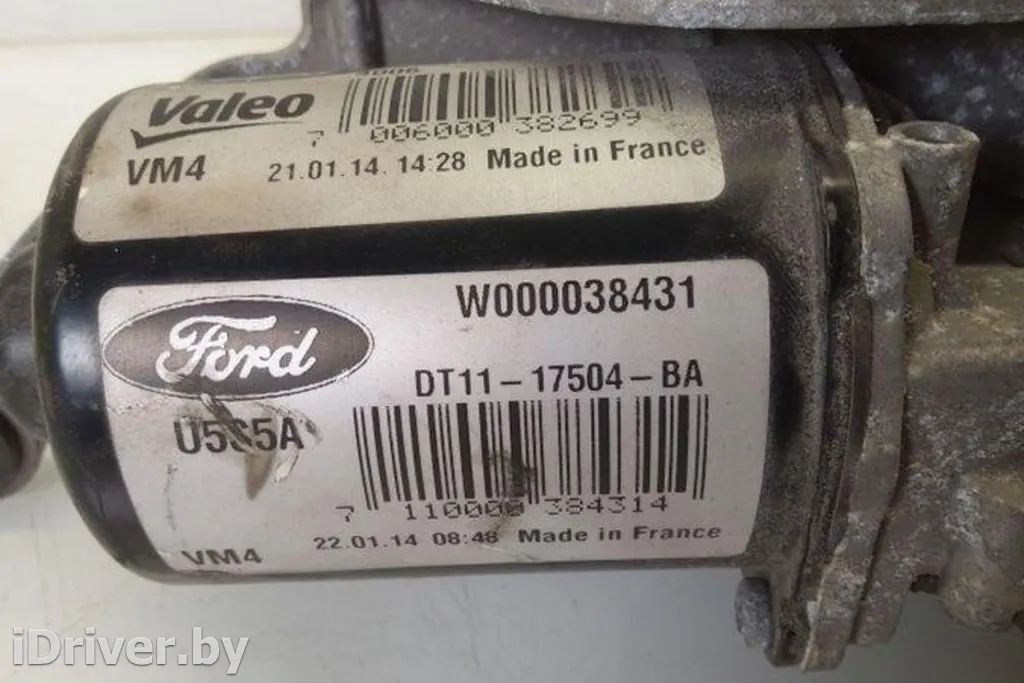 Valeo
7 006000 382699
VM4 21.01.14. 14:28 Made in France
Ford
W000038431
DT11-17504-BA
7 110000 384314
VM4 22.01.14 08:48 Made in France
iDriver.by